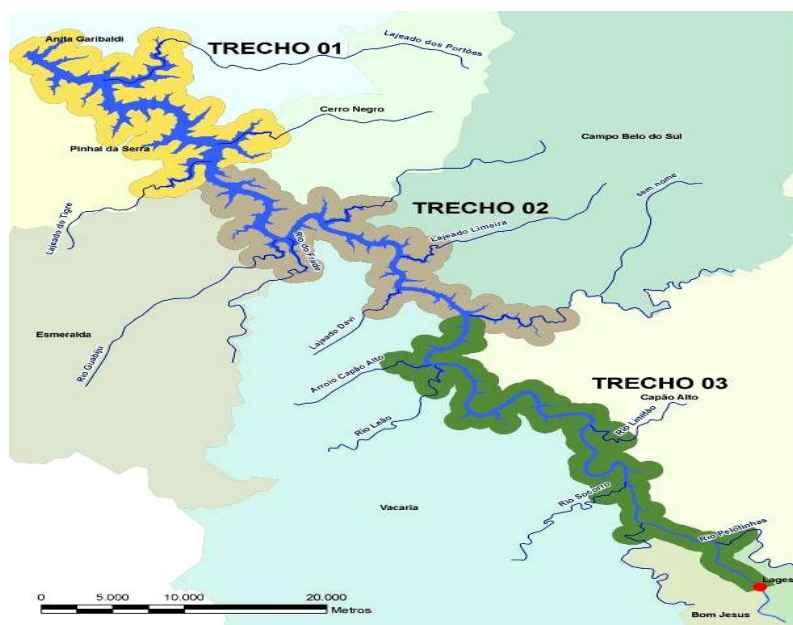 Anita Garibaldi
TRECHO 01
Lajeado dos Portões
Cerro Negro
Pinhal da Serra
Campo Belo do Sul
sem nome
TRECHO 02
Lajeado do Tigre
Lajeado Limeira
Rio do Frade
Esmeralda
Rio Guabiju
Lajeado Davi
Arroio Capão Alto
TRECHO 03
Capão Alto
Rio Leão
Rio Limitão
Rio Socorro
Vacaria
Rio Pelotinhas
Lages
Bom Jesus
0 5.000 10.000 20.000
Metros